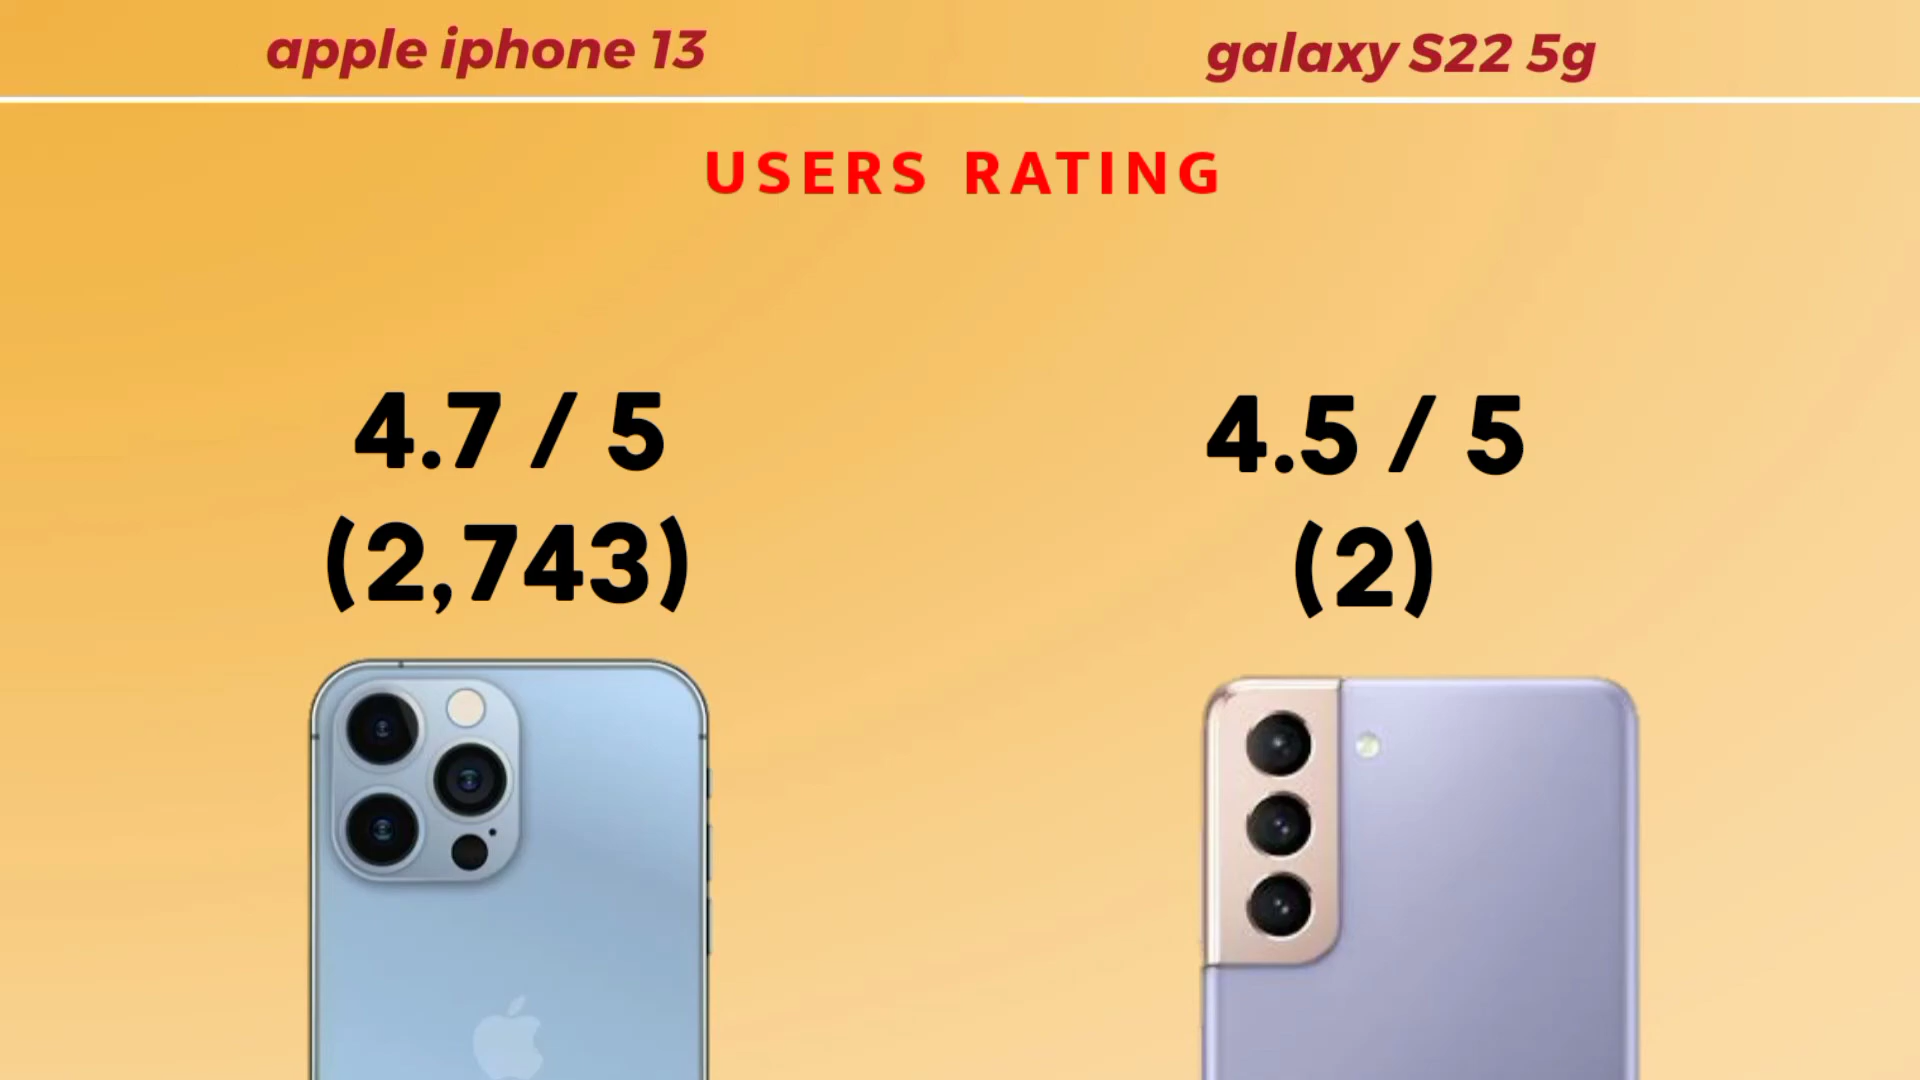 apple iphone 13
galaxy S22 5g
USERS RATING
4.7 / 5
(2,743)
4.5 / 5
(2)